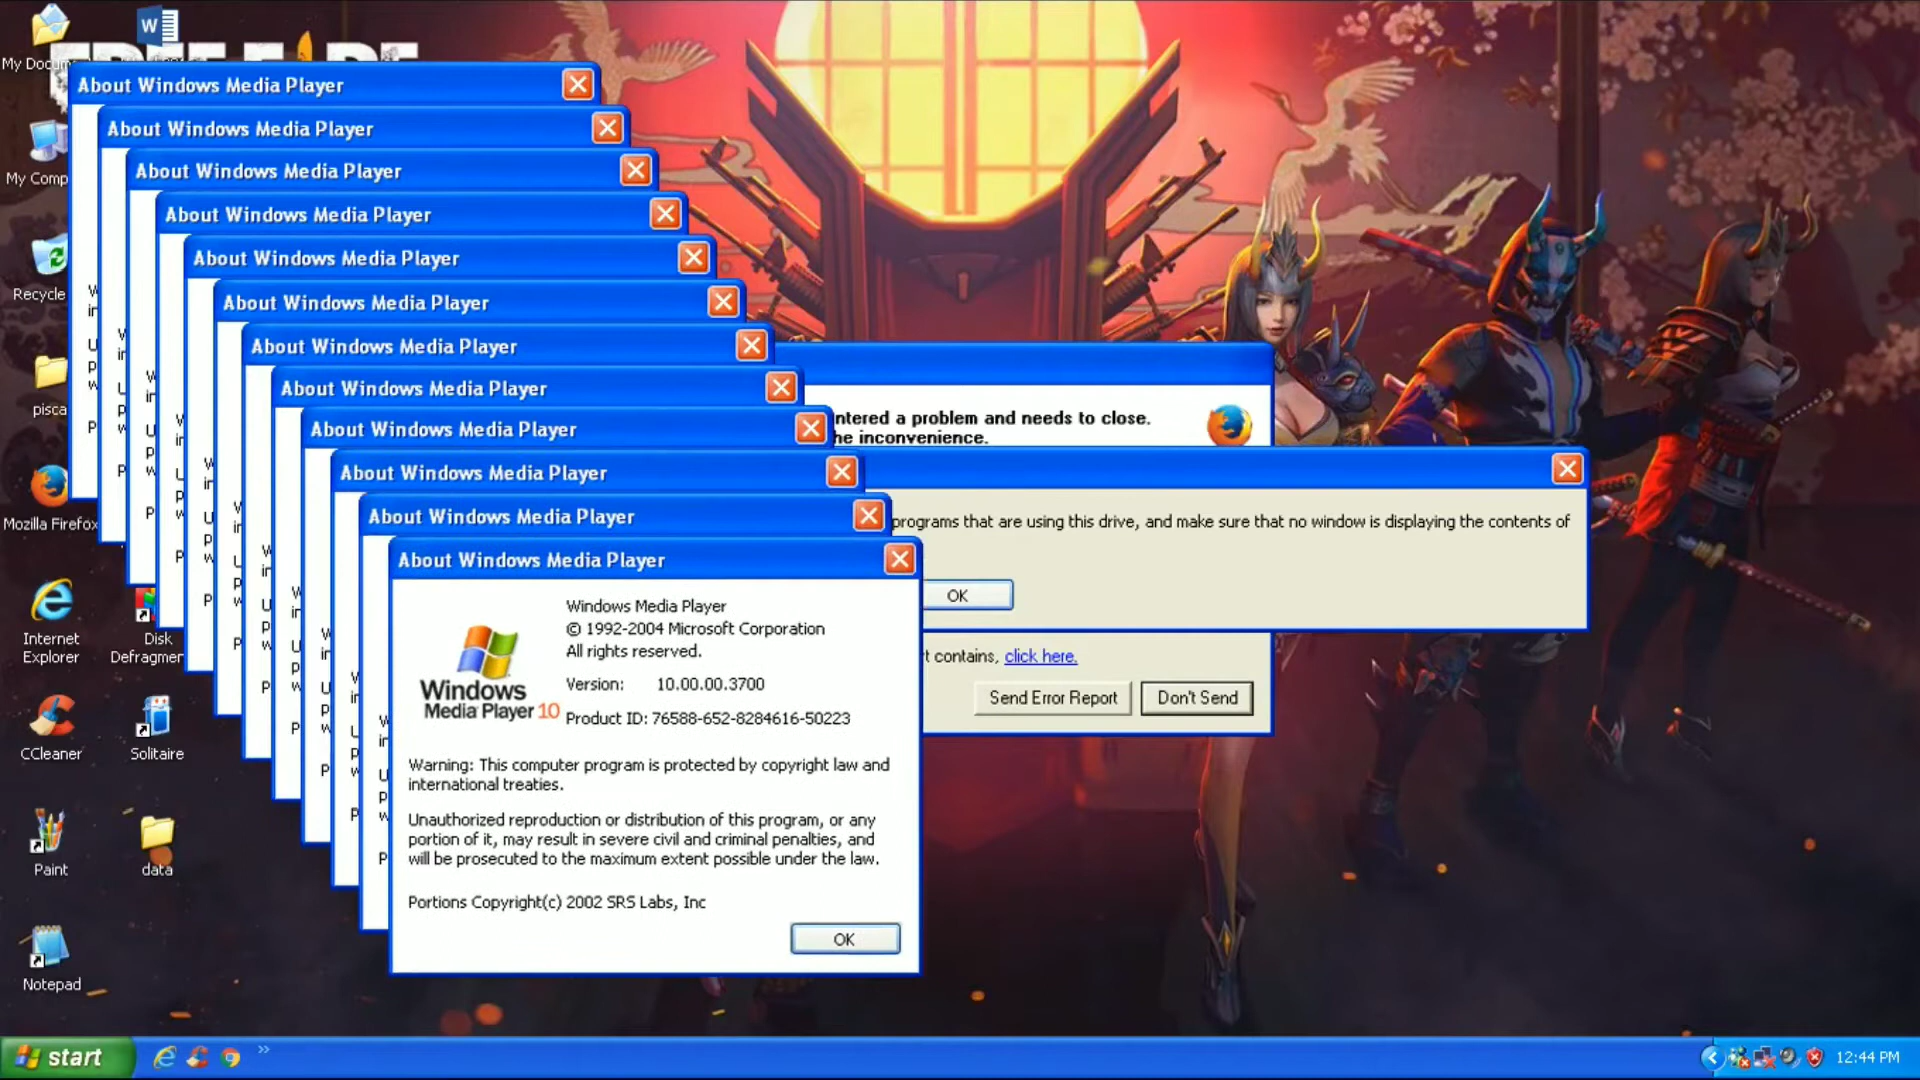 My Docum
W
FREE FIRE
About Windows Media Player
About Windows Media Player
About Windows Media Player
My Comp
About Windows Media Player
About Windows Media Player
Recycle
About Windows Media Player
About Windows Media Player
About Windows Media Player
pisca
About Windows Media Player
ntered a problem and needs to close.
he inconvenience.
About Windows Media Player
Mozilla Firefox
About Windows Media Player
programs that are using this drive, and make sure that no window is displaying the contents of
OK
About Windows Media Player
Windows Media Player
© 1992-2004 Microsoft Corporation
All rights reserved.
Version: 10.00.00.3700
Product ID: 76588-652-8284616-50223
Windows
Media Player 10
Warning: This computer program is protected by copyright law and
international treaties.
Unauthorized reproduction or distribution of this program, or any
portion of it, may result in severe civil and criminal penalties, and
will be prosecuted to the maximum extent possible under the law.
Portions Copyright(c) 2002 SRS Labs, Inc
OK
t contains, click here.
Send Error Report Don't Send
Internet
Explorer
Disk
Defragmen
CCleaner
Solitaire
Paint
data
Notepad
start
12:44 PM